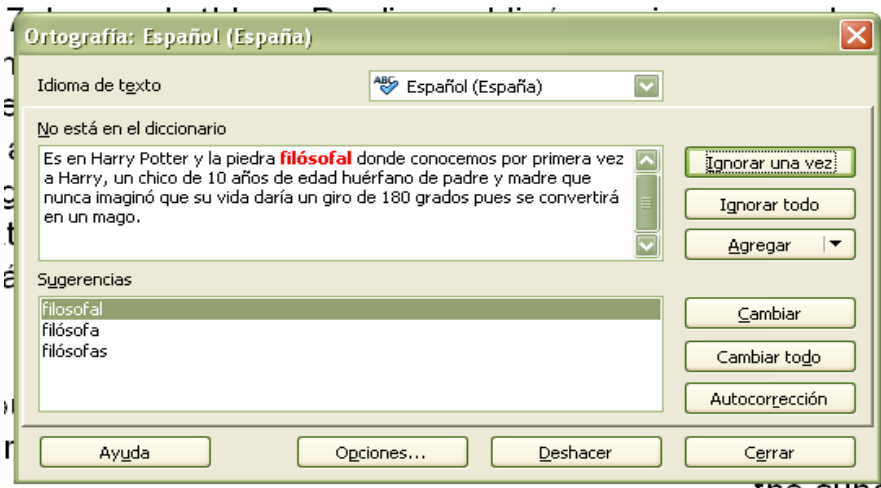 Ortografía: Español (España)
Idioma de texto
ABC Español (España)
No está en el diccionario
Es en Harry Potter y la piedra filósofal donde conocemos por primera vez
a Harry, un chico de 10 años de edad huérfano de padre y madre que
nunca imaginó que su vida daría un giro de 180 grados pues se convertirá
en un mago.
Ignorar una vez
Ignorar todo
Agregar
Sugerencias
filosofal
filósofa
filósofas
Cambiar
Cambiar todo
Autocorrección
Ayuda
Opciones...
Deshacer
Cerrar